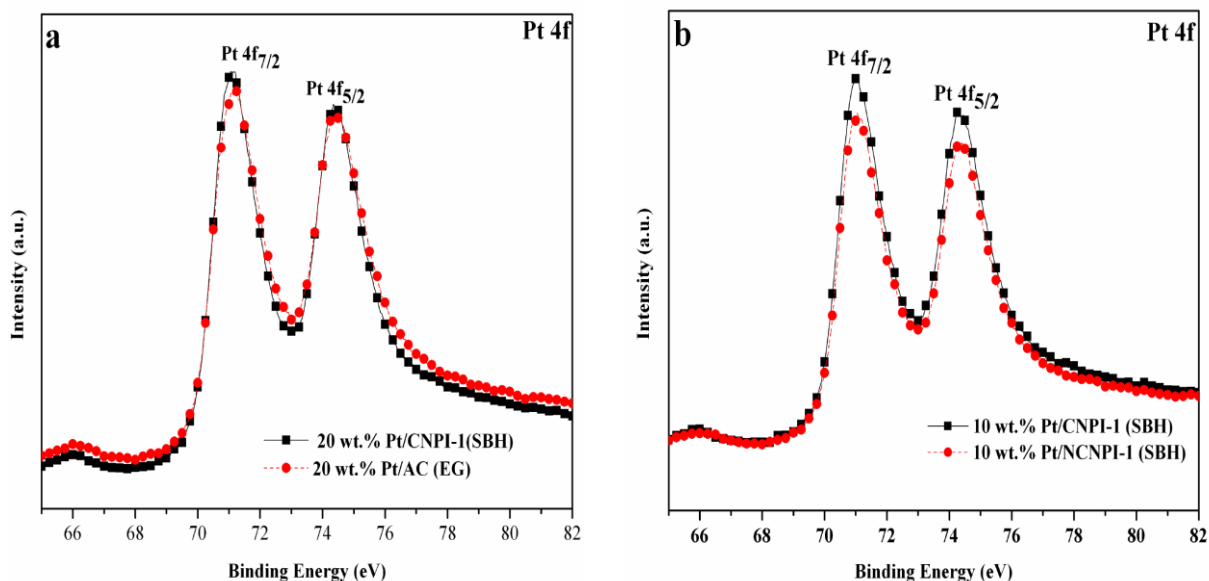 a
Pt 4f
Pt 4f7/2
Pt 4f5/2
Intensity (a.u.)
20 wt.% Pt/CNPI-1(SBH)
20 wt.% Pt/AC (EG)
66 68 70 72 74 76 78 80 82
Binding Energy (eV)
b
Pt 4f
Pt 4f7/2
Pt 4f5/2
Intensity (a.u.)
10 wt.% Pt/CNPI-1 (SBH)
10 wt.% Pt/NCNPI-1 (SBH)
66 68 70 72 74 76 78 80 82
Binding Energy (eV)